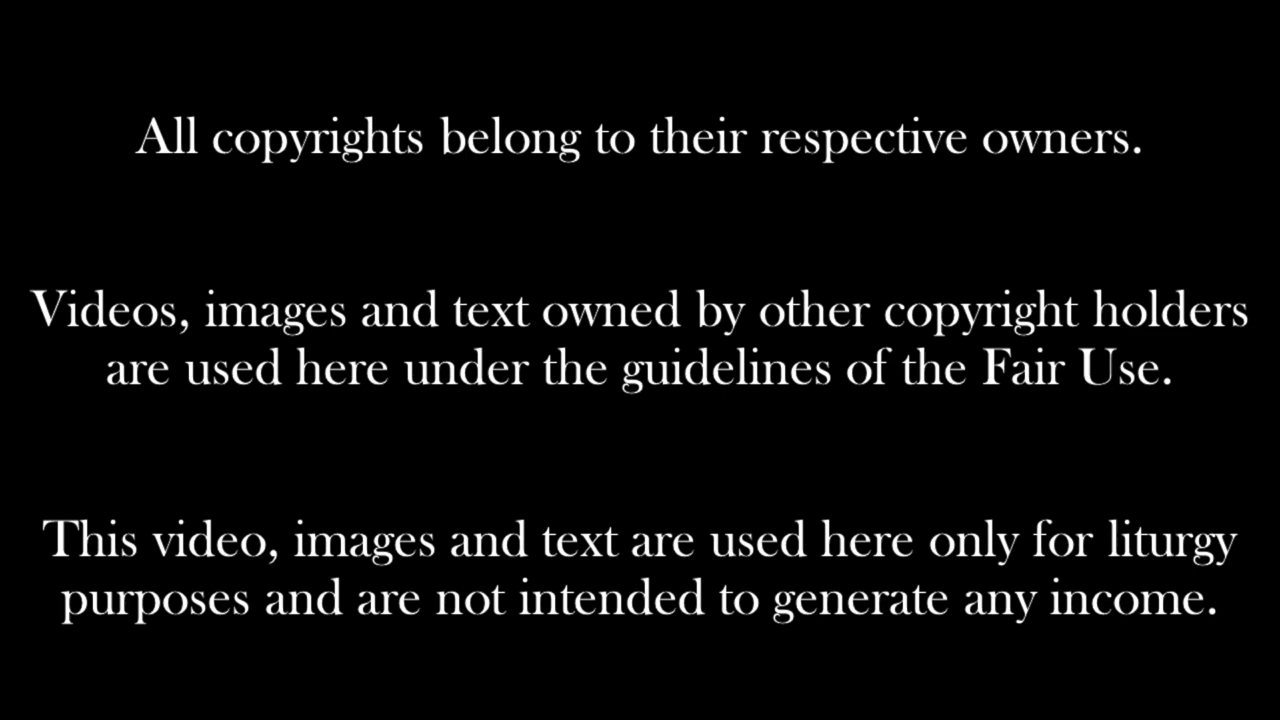 All copyrights belong to their respective owners.
Videos, images and text owned by other copyright holders
are used here under the guidelines of the Fair Use.
This video, images and text are used here only for liturgy
purposes and are not intended to generate any income.